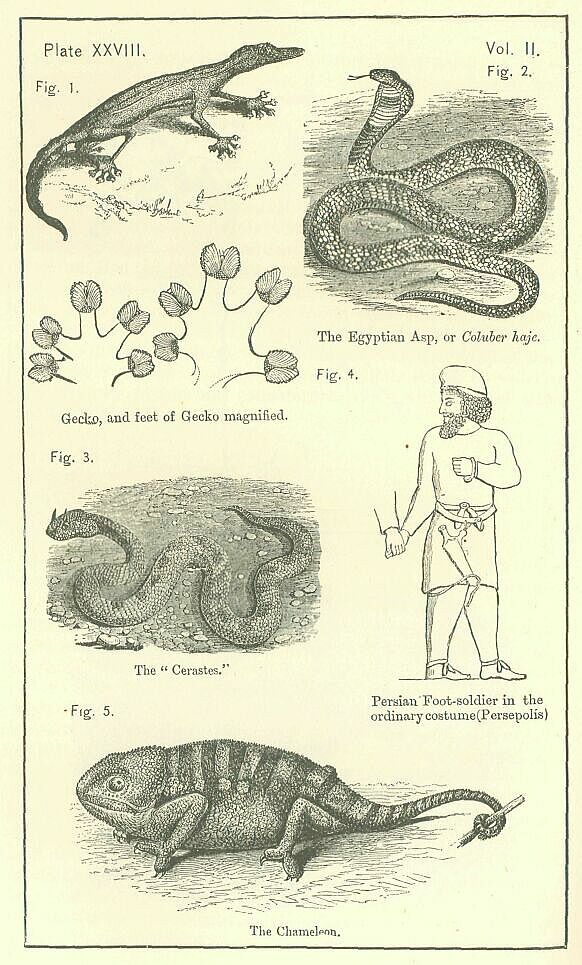 Plate XXVIII.
Vol. II.
Fig. 1.
Fig. 2.
The Egyptian Asp, or Coluber haje.
Gecko, and feet of Gecko magnified.
Fig. 4.
Fig. 3.
The "Cerastes."
Persian Foot-soldier in the
ordinary costume (Persepolis)
Fig. 5.
The Chameleon.